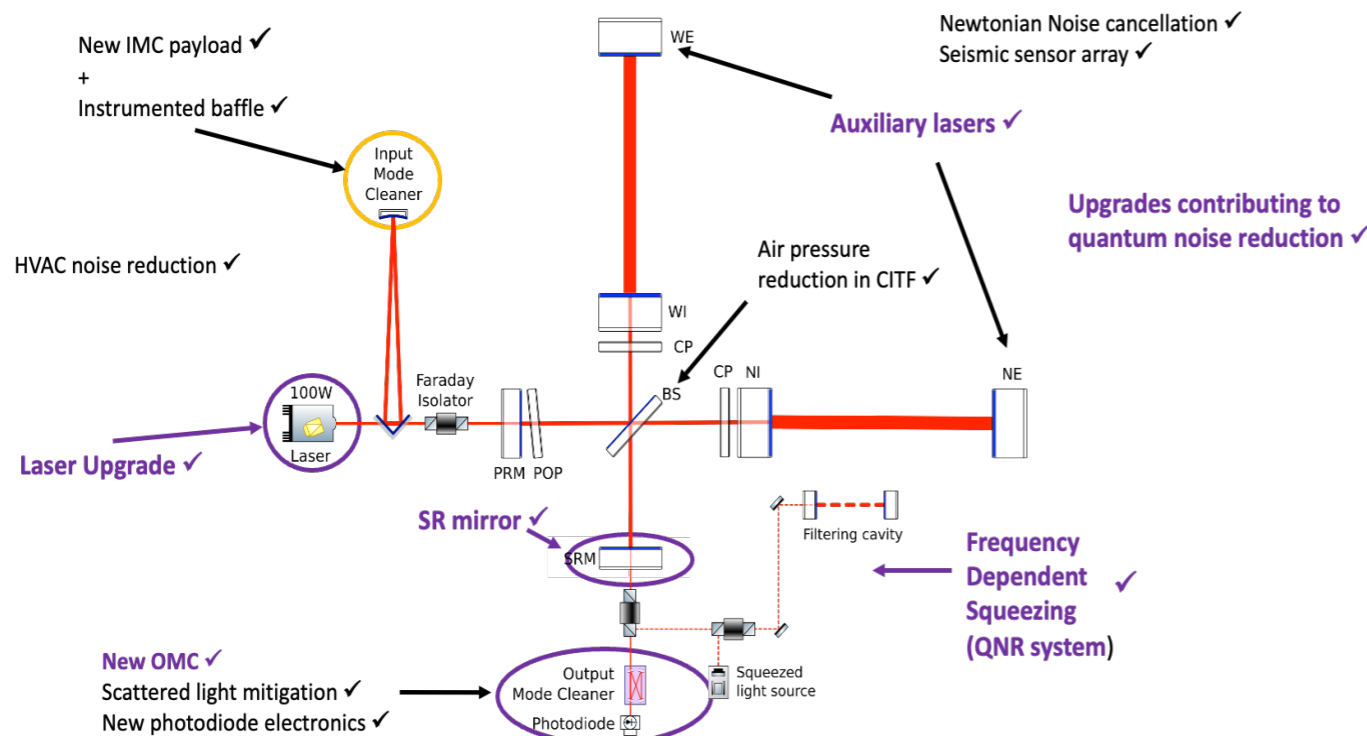 New IMC payload ✓
+
Instrumented baffle ✓
WE
Newtonian Noise cancellation ✓
Seismic sensor array ✓
Auxiliary lasers ✓
Input
Mode
Cleaner
Upgrades contributing to
quantum noise reduction ✓
HVAC noise reduction ✓
Air pressure
reduction in CITF ✓
WI
CP
100W
Laser
Faraday
Isolator
BS
CP
NI
NE
PRM
POP
Laser Upgrade ✓
SR mirror ✓
SRM
Filtering cavity
Frequency
Dependent ✓
Squeezing
(QNR system)
New OMC ✓
Scattered light mitigation ✓
New photodiode electronics ✓
Output
Mode Cleaner
Photodiode
Squeezed
light source